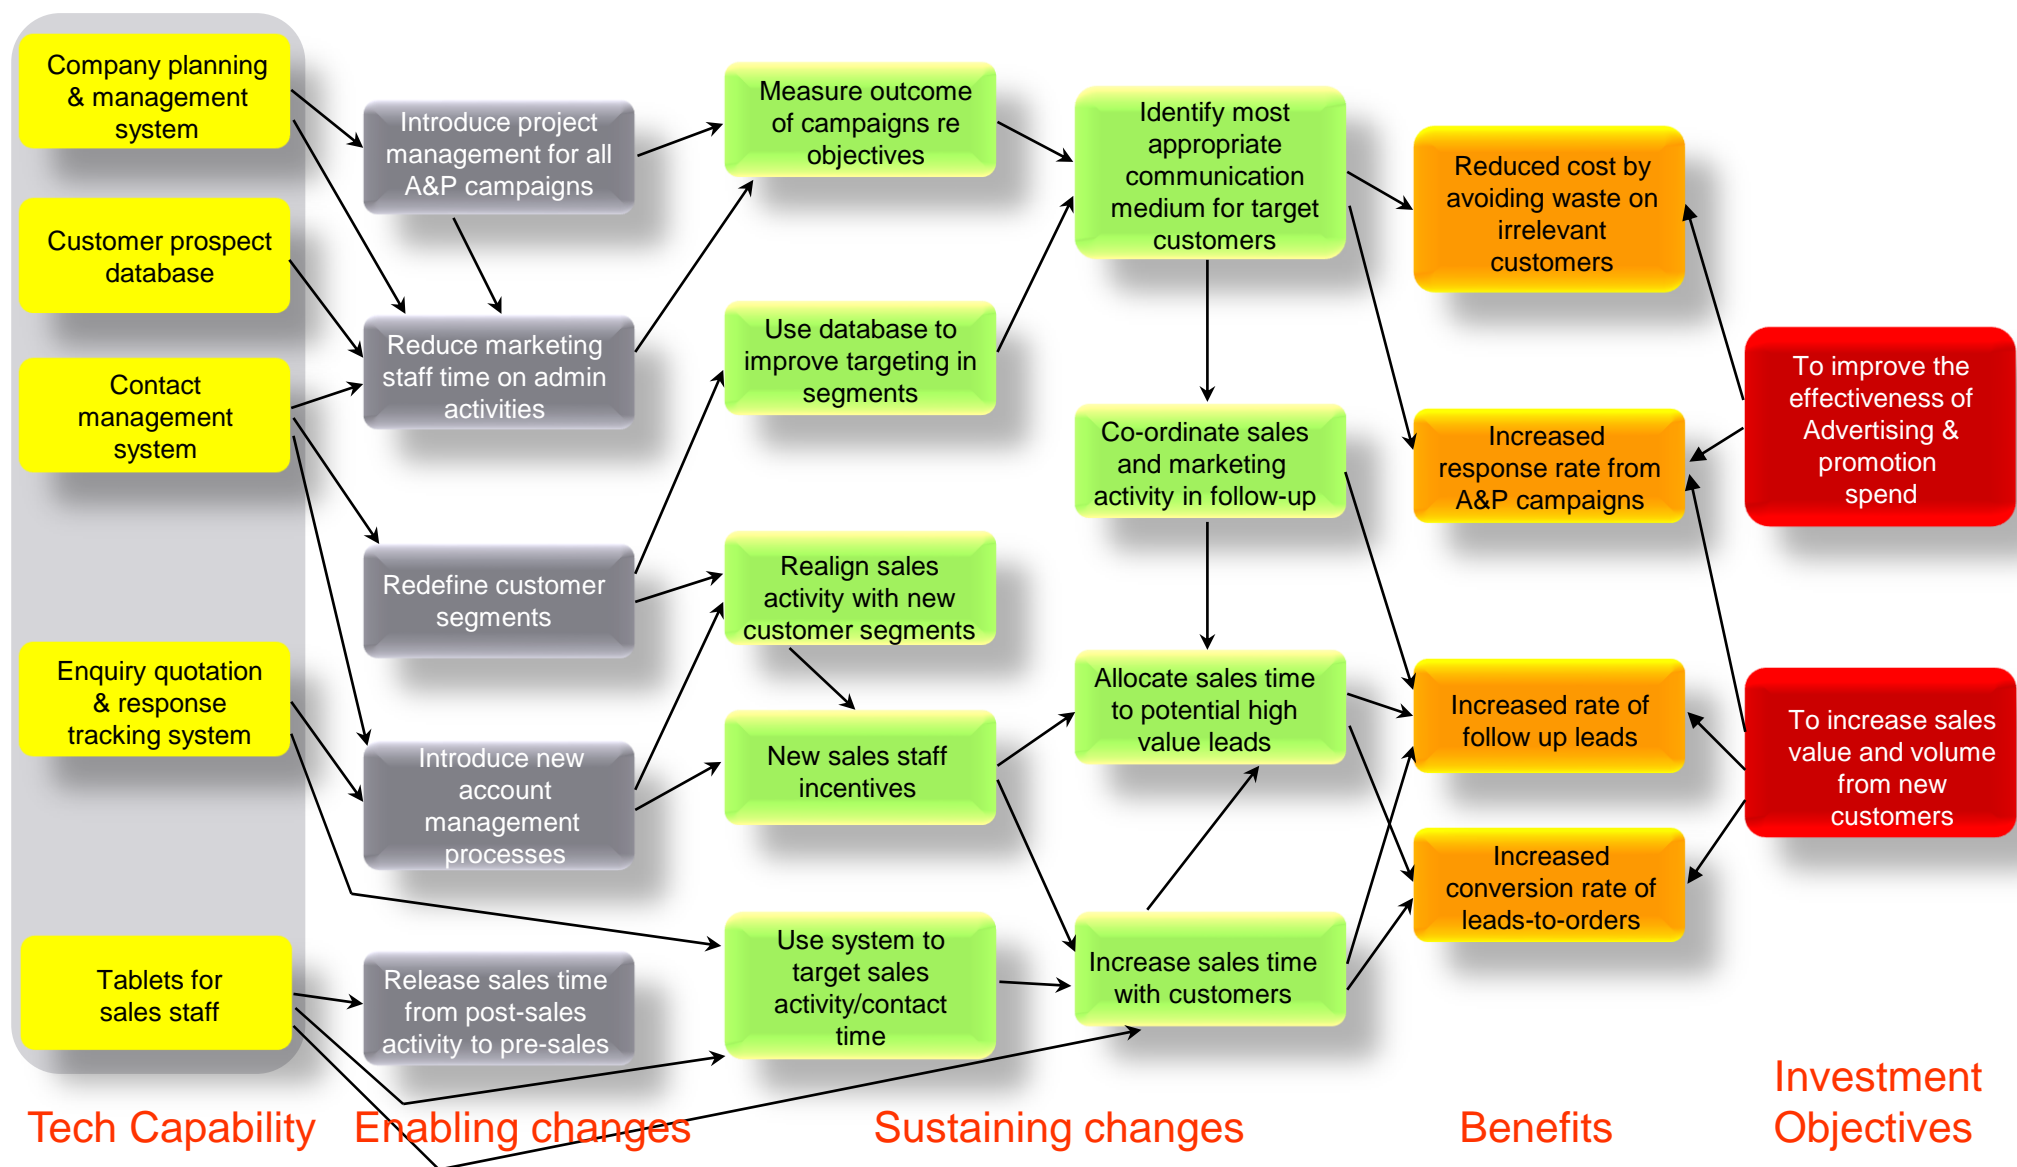 Company planning
& management
system
Customer prospect
database
Contact
management
system
Enquiry quotation
& response
tracking system
Tablets for
sales staff
Introduce project
management for all
A&P campaigns
Reduce marketing
staff time on admin
activities
Redefine customer
segments
Introduce new
account
management
processes
Release sales time
from post-sales
activity to pre-sales
Measure outcome
of campaigns re
objectives
Use database to
improve targeting in
segments
Realign sales
activity with new
customer segments
New sales staff
incentives
Use system to
target sales
activity/contact
time
Identify most
appropriate
communication
medium for target
customers
Co-ordinate sales
and marketing
activity in follow-up
Allocate sales time
to potential high
value leads
Increase sales time
with customers
Reduced cost by
avoiding waste on
irrelevant
customers
Increased
response rate from
A&P campaigns
Increased rate of
follow up leads
Increased
conversion rate of
leads-to-orders
To improve the
effectiveness of
Advertising &
promotion
spend
To increase sales
value and volume
from new
customers
Tech Capability
Enabling changes
Sustaining changes
Benefits
Investment
Objectives